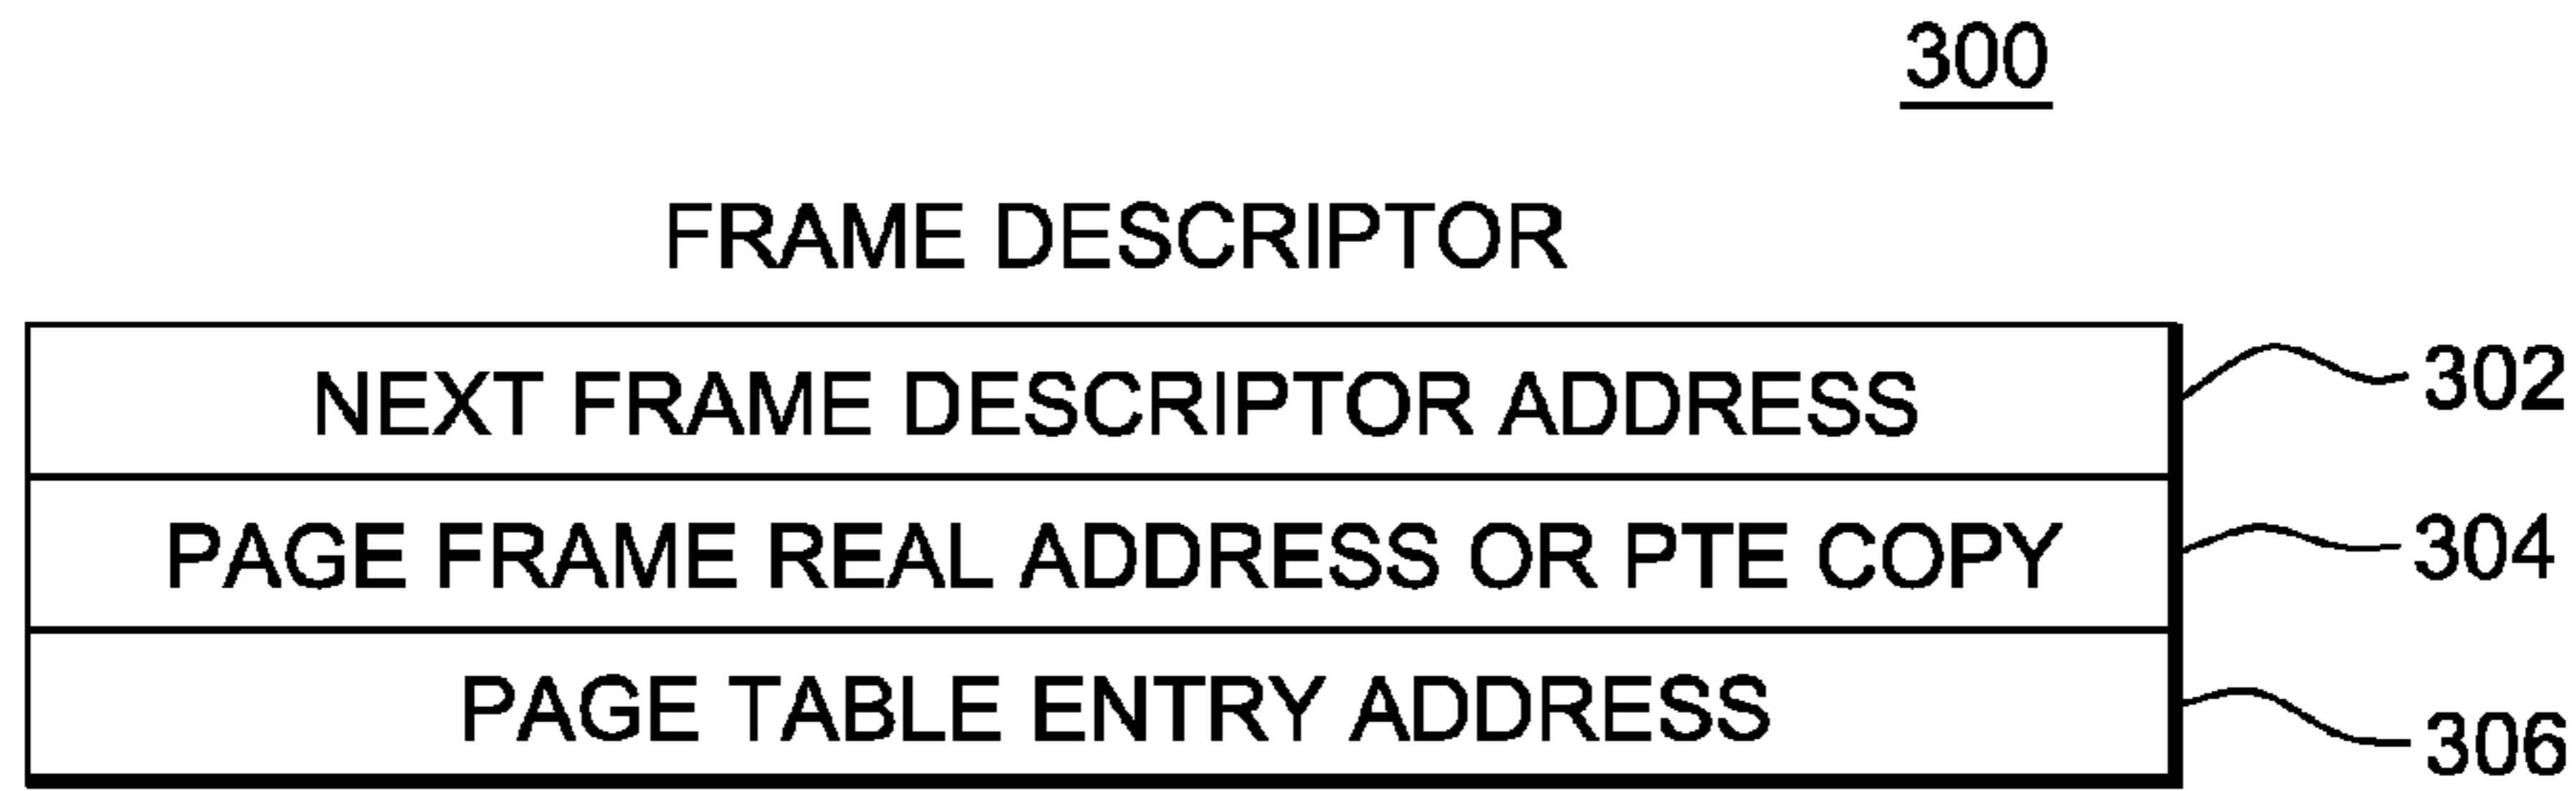 300
FRAME DESCRIPTOR
NEXT FRAME DESCRIPTOR ADDRESS 302
PAGE FRAME REAL ADDRESS OR PTE COPY 304
PAGE TABLE ENTRY ADDRESS 306